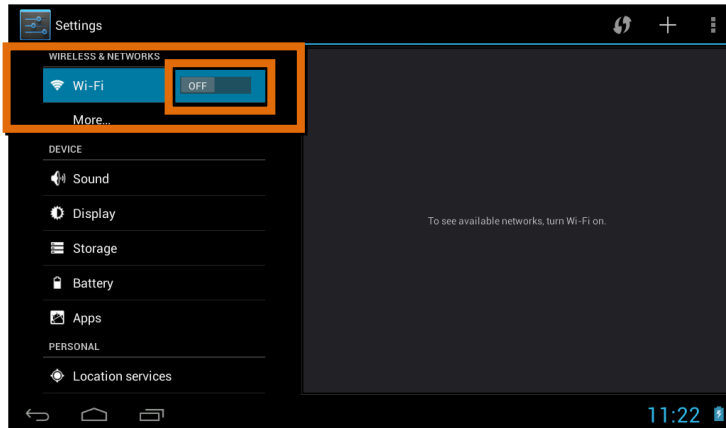 Settings
WIRELESS & NETWORKS
Wi-Fi OFF
More...
DEVICE
Sound
Display
To see available networks, turn Wi-Fi on.
Storage
Battery
Apps
PERSONAL
Location services
11:22